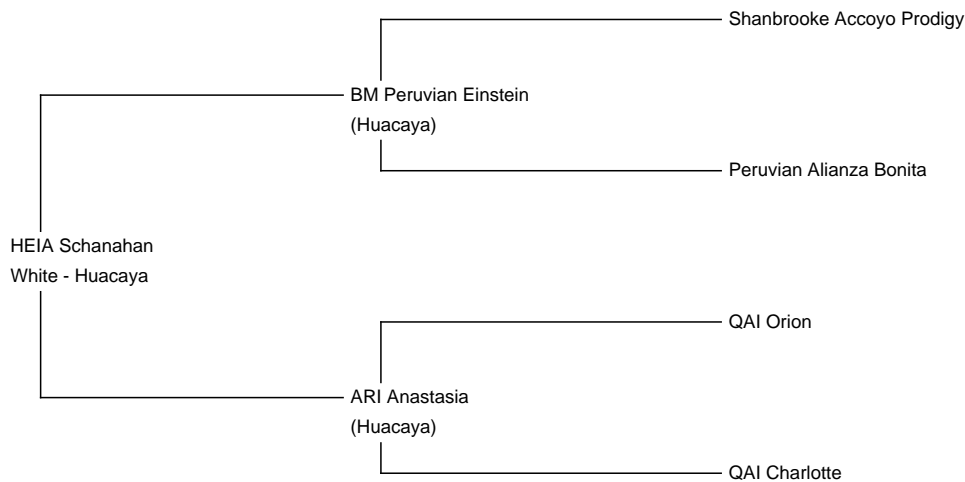 Shanbrooke Accoyo Prodigy
BM Peruvian Einstein
(Huacaya)
Peruvian Alianza Bonita
HEIA Schanahan
White - Huacaya
QAI Orion
ARI Anastasia
(Huacaya)
QAI Charlotte